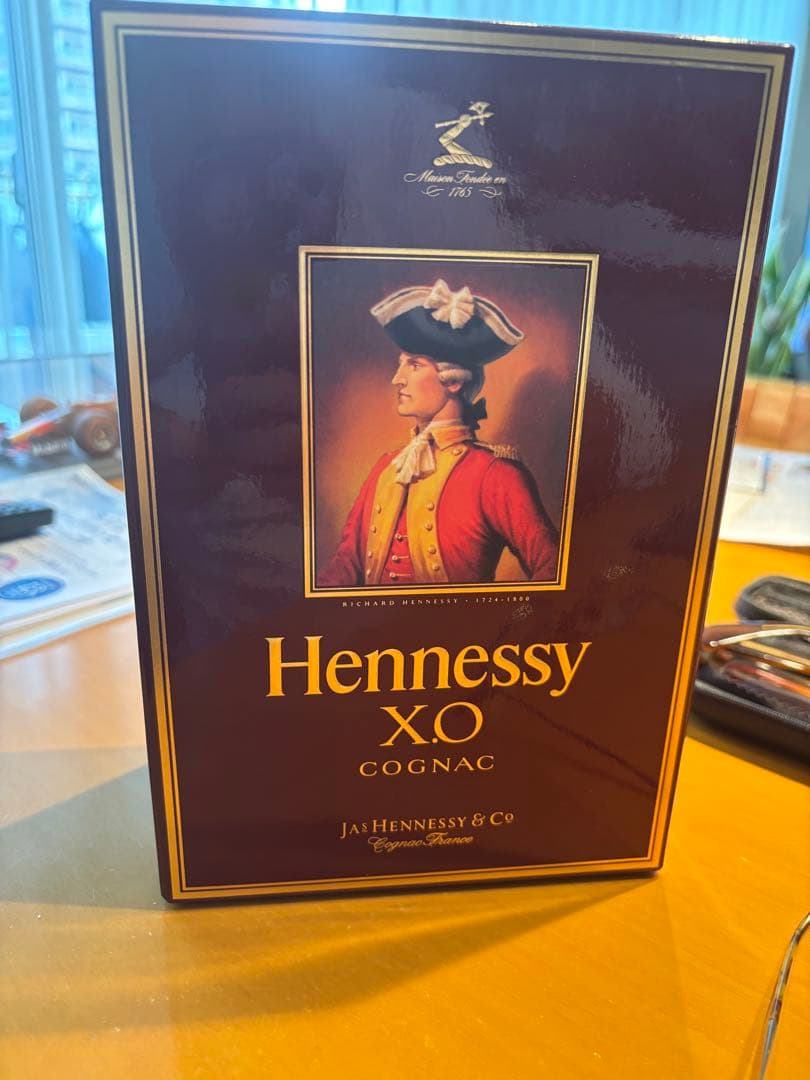 Maison Fondée en
1765
RICHARD HENNESSY • 1724-1800
Hennessy
X.O
COGNAC
JAS HENNESSY & CO
Cognac France